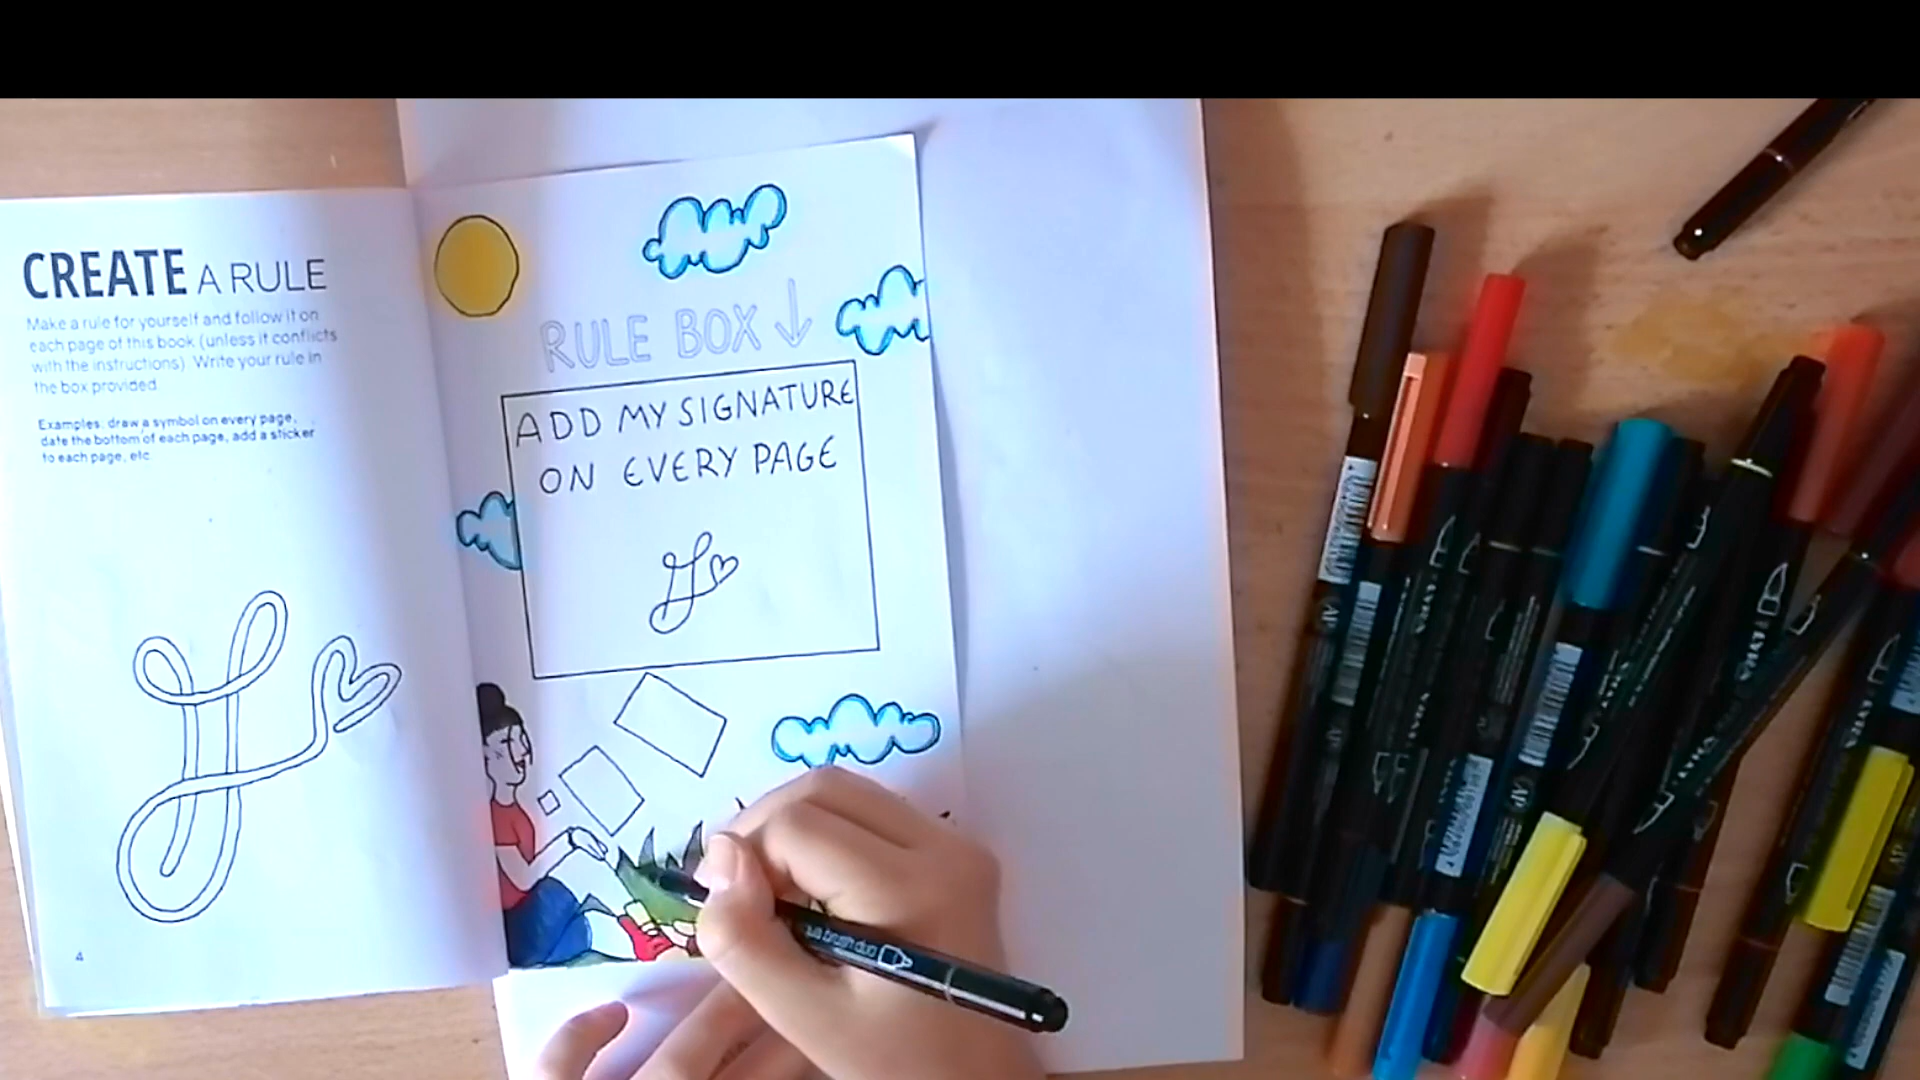 CREATE A RULE
Make a rule for yourself and follow it on
each page of this book (unless it conflicts
with the instructions). Write your rule in
the box provided
Examples: draw a symbol on every page,
date the bottom of each page, add a sticker
to each page, etc.
4
RULE BOX ↓
ADD MY SIGNATURE
ON EVERY PAGE
aqua brush duo